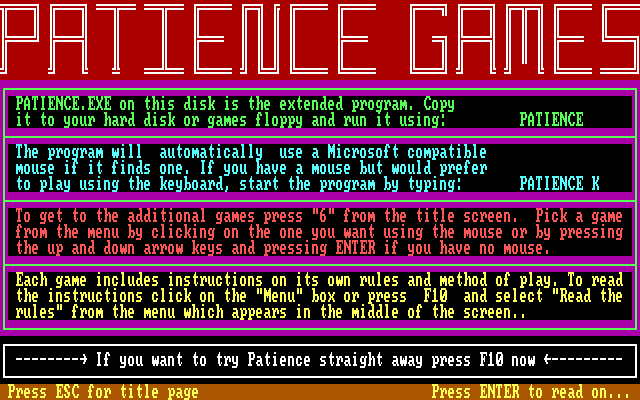 PATIENCE GAMES
PATIENCE.EXE on this disk is the extended program. Copy
it to your hard disk or games floppy and run it using: PATIENCE
The program will automatically use a Microsoft compatible
mouse if it finds one. If you have a mouse but would prefer
to play using the keyboard, start the program by typing: PATIENCE K
To get to the additional games press "6" from the title screen. Pick a game
from the menu by clicking on the one you want using the mouse or by pressing
the up and down arrow keys and pressing ENTER if you have no mouse.
Each game includes instructions on its own rules and method of play. To read
the instructions click on the "Menu" box or press F10 and select "Read the
rules" from the menu which appears in the middle of the screen..
--------→ If you want to try Patience straight away press F10 now ←---------
Press ESC for title page Press ENTER to read on...